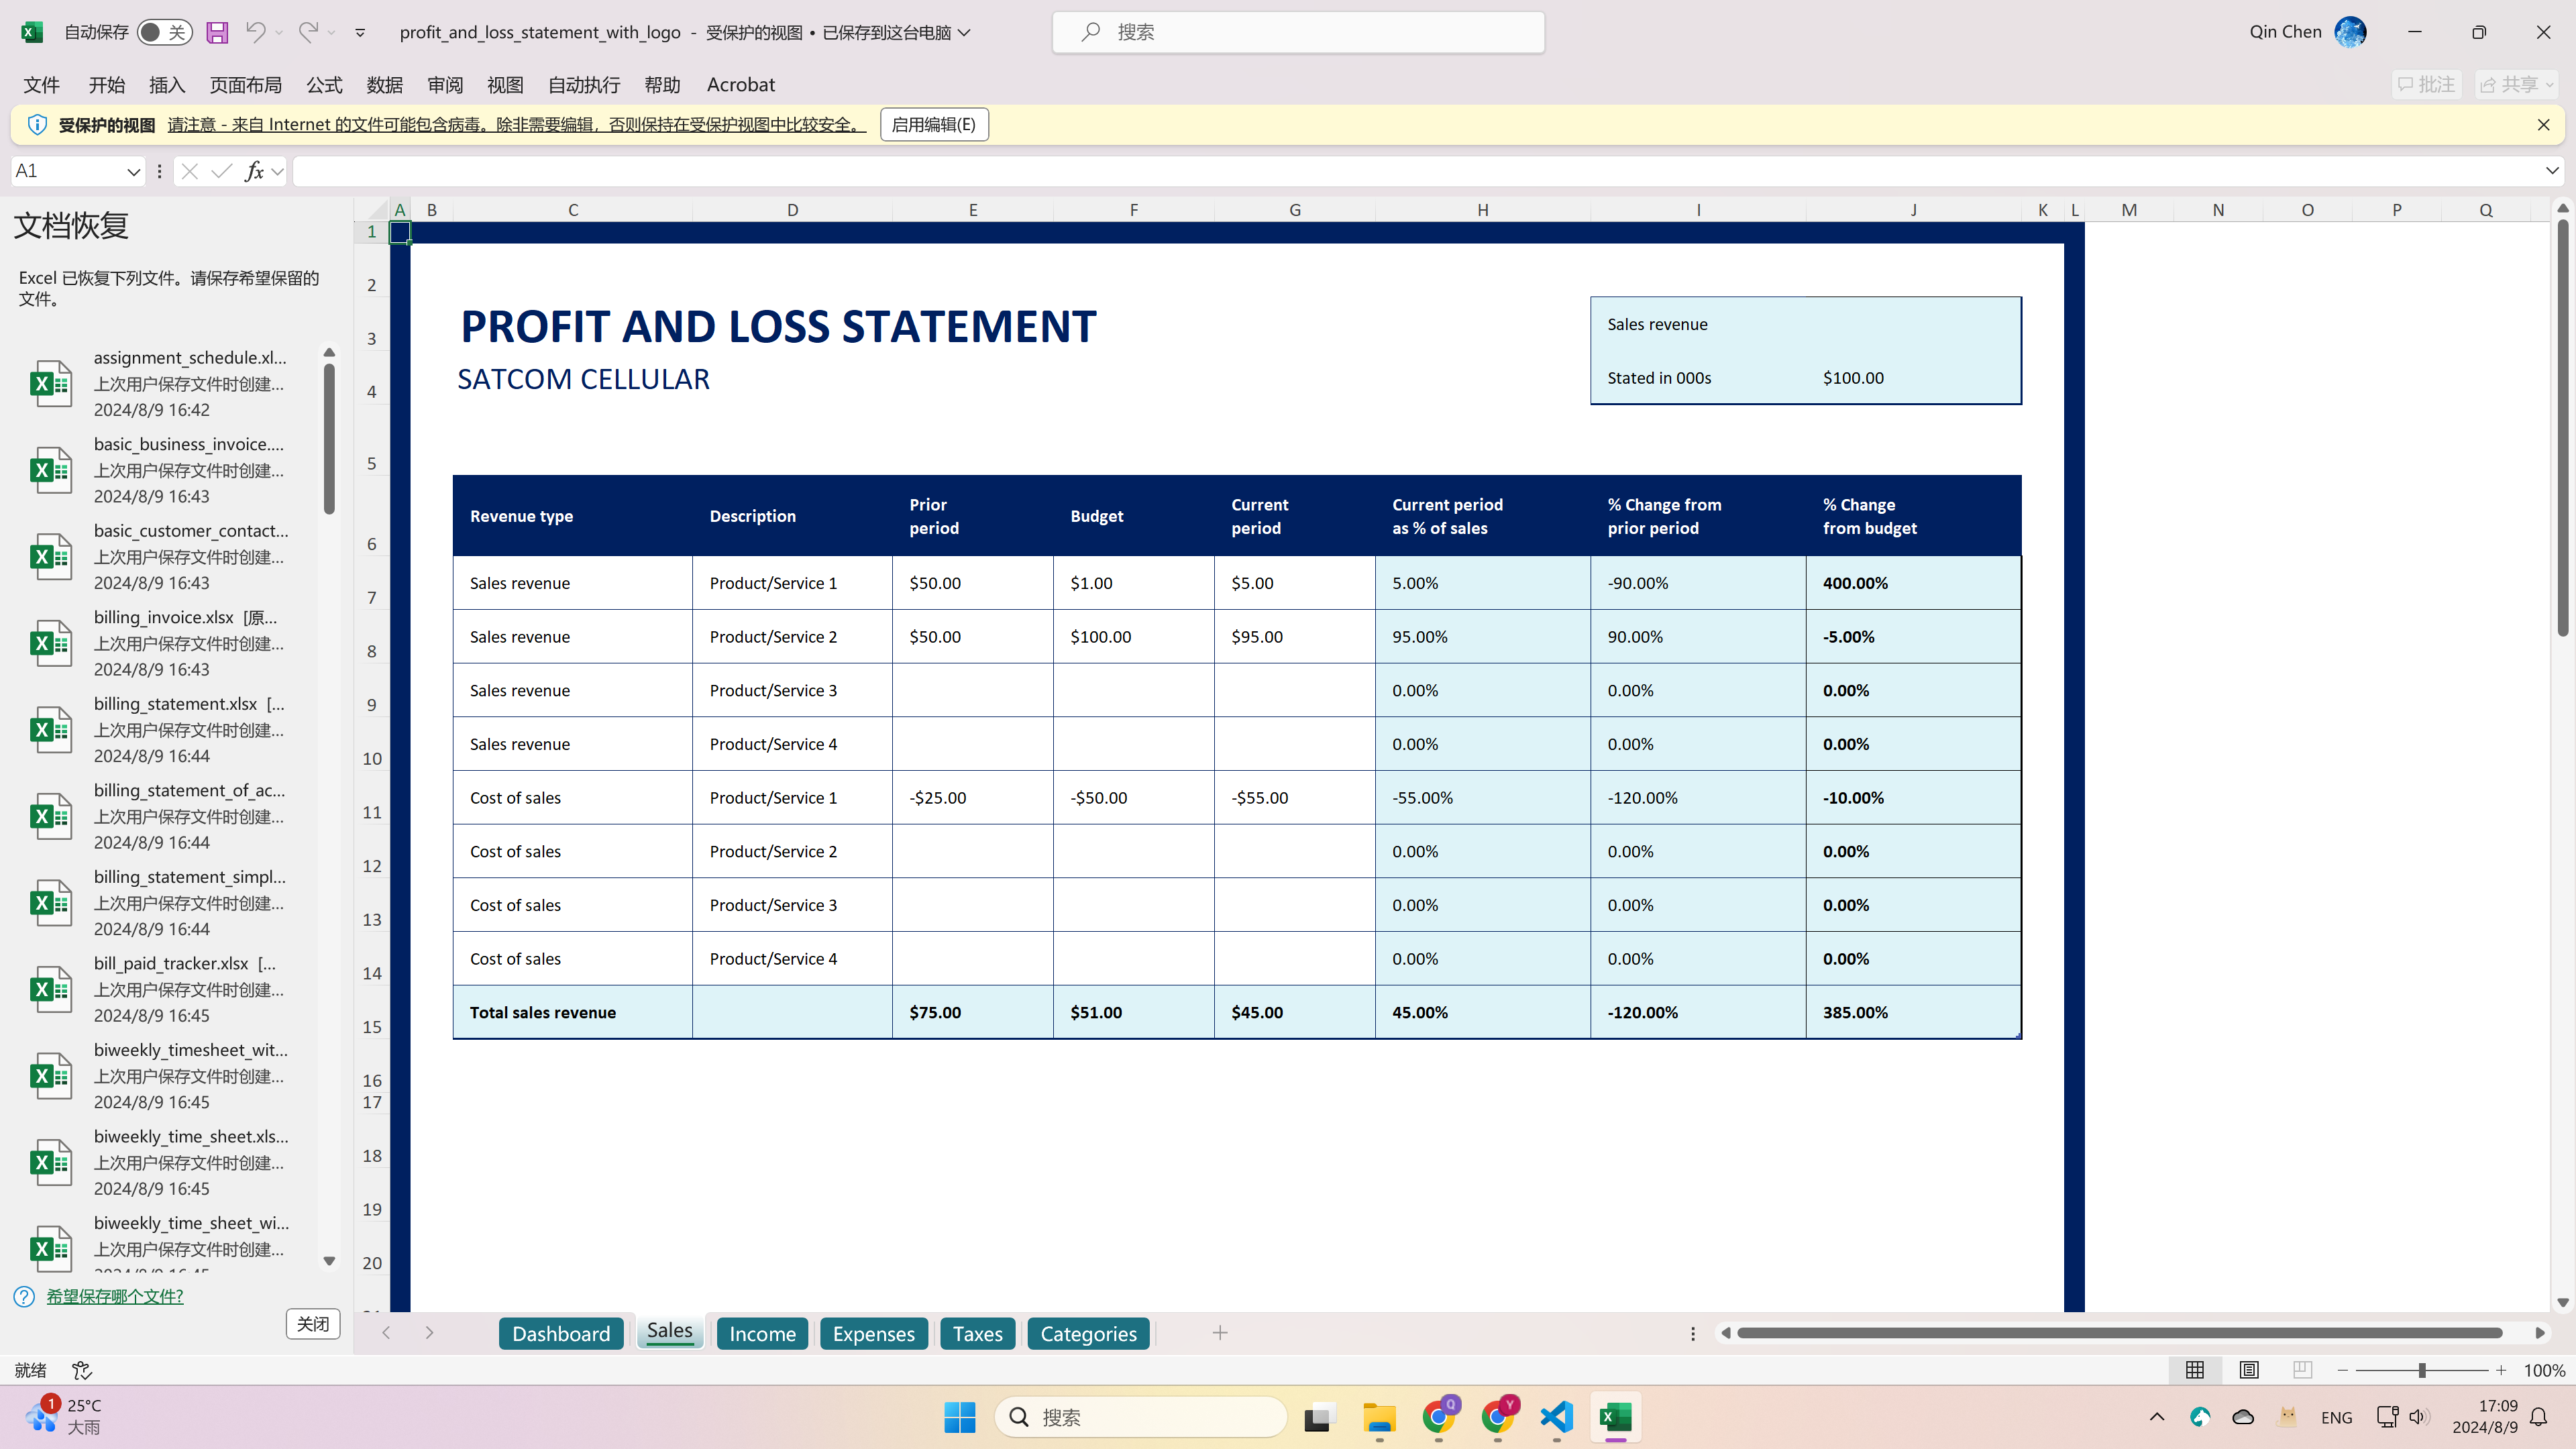 自动保存 关 profit_and_loss_statement_with_logo - 受保护的视图 • 已保存到这台电脑 搜索 Qin Chen
文件 开始 插入 页面布局 公式 数据 审阅 视图 自动执行 帮助 Acrobat 批注 共享
受保护的视图 请注意 - 来自 Internet 的文件可能包含病毒。除非需要编辑，否则保持在受保护视图中比较安全。 启用编辑(E)
A1 fx
文档恢复
Excel 已恢复下列文件。请保存希望保留的
文件。
assignment_schedule.xl...
上次用户保存文件时创建...
2024/8/9 16:42
basic_business_invoice....
上次用户保存文件时创建...
2024/8/9 16:43
basic_customer_contact...
上次用户保存文件时创建...
2024/8/9 16:43
billing_invoice.xlsx [原...
上次用户保存文件时创建...
2024/8/9 16:43
billing_statement.xlsx [...
上次用户保存文件时创建...
2024/8/9 16:44
billing_statement_of_ac...
上次用户保存文件时创建...
2024/8/9 16:44
billing_statement_simpl...
上次用户保存文件时创建...
2024/8/9 16:44
bill_paid_tracker.xlsx [...
上次用户保存文件时创建...
2024/8/9 16:45
biweekly_timesheet_wit...
上次用户保存文件时创建...
2024/8/9 16:45
biweekly_time_sheet.xls...
上次用户保存文件时创建...
2024/8/9 16:45
biweekly_time_sheet_wi...
上次用户保存文件时创建...
希望保存哪个文件?
关闭
A B C D E F G H I J K L M N O P Q
1
2
3 PROFIT AND LOSS STATEMENT Sales revenue
4 SATCOM CELLULAR Stated in 000s $100.00
5
6 Revenue type Description Prior period Budget Current period Current period as % of sales % Change from prior period % Change from budget
7 Sales revenue Product/Service 1 $50.00 $1.00 $5.00 5.00% -90.00% 400.00%
8 Sales revenue Product/Service 2 $50.00 $100.00 $95.00 95.00% 90.00% -5.00%
9 Sales revenue Product/Service 3 0.00% 0.00% 0.00%
10 Sales revenue Product/Service 4 0.00% 0.00% 0.00%
11 Cost of sales Product/Service 1 -$25.00 -$50.00 -$55.00 -55.00% -120.00% -10.00%
12 Cost of sales Product/Service 2 0.00% 0.00% 0.00%
13 Cost of sales Product/Service 3 0.00% 0.00% 0.00%
14 Cost of sales Product/Service 4 0.00% 0.00% 0.00%
15 Total sales revenue $75.00 $51.00 $45.00 45.00% -120.00% 385.00%
16
17
18
19
20
Dashboard Sales Income Expenses Taxes Categories
就绪 100%
1 25°C
大雨
搜索
Q Y
ENG
17:09
2024/8/9